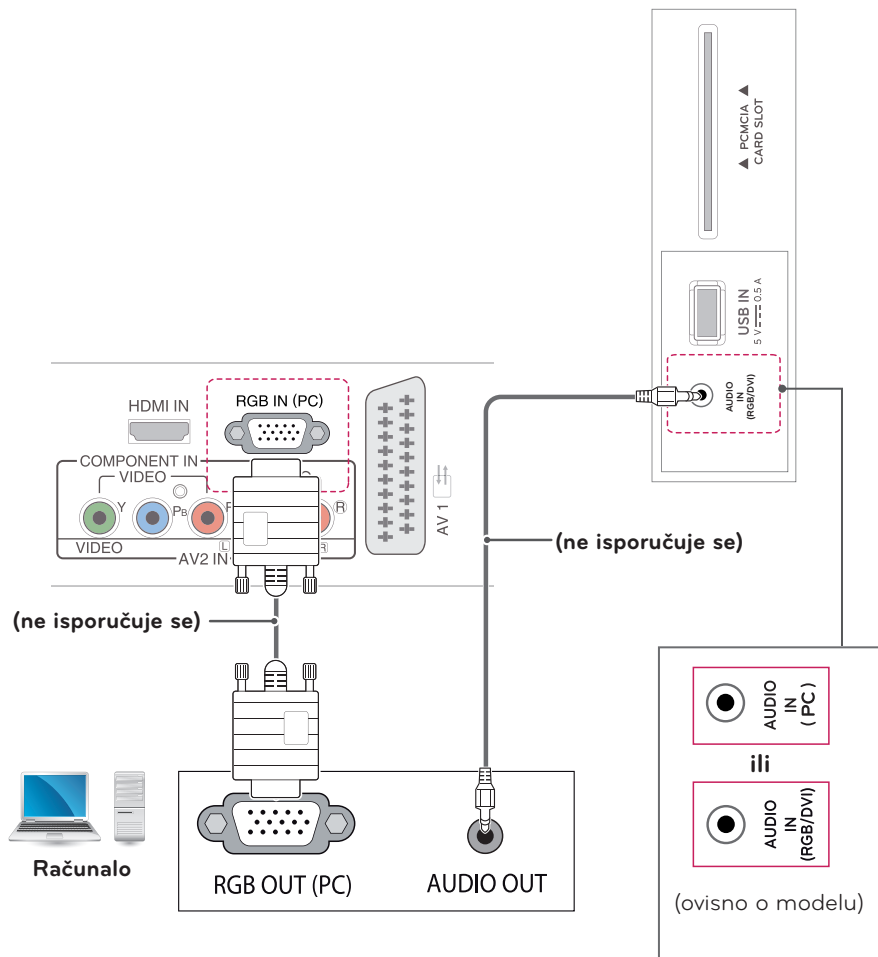 ▲ PCMCIA ▲
CARD SLOT
USB IN
5 V 0.5 A
AUDIO
IN
(RGB/DVI)
HDMI IN
RGB IN (PC)
COMPONENT IN
VIDEO
Y
PB
R
VIDEO
L
R
AV2 IN
AV 1
(ne isporučuje se)
(ne isporučuje se)
AUDIO
IN
( PC )
ili
AUDIO
IN
(RGB/DVI)
(ovisno o modelu)
Računalo
RGB OUT (PC)
AUDIO OUT